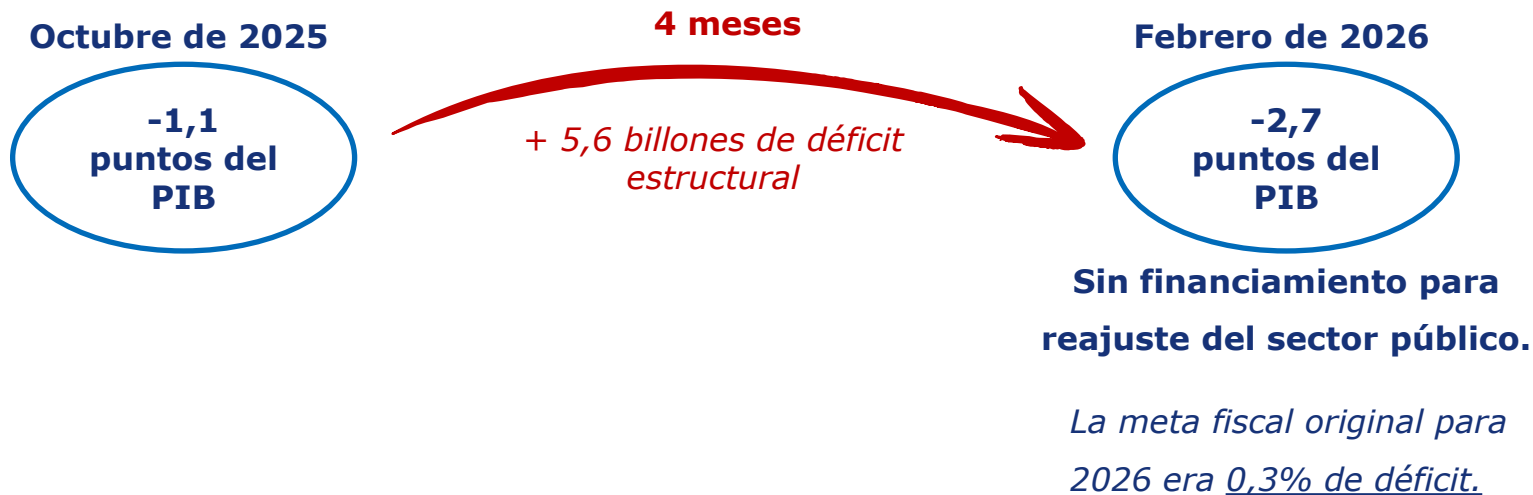 Octubre de 2025
-1,1
puntos del
PIB
4 meses
+ 5,6 billones de déficit
estructural
Febrero de 2026
-2,7
puntos del
PIB
Sin financiamiento para
reajuste del sector público.
La meta fiscal original para
2026 era 0,3% de déficit.